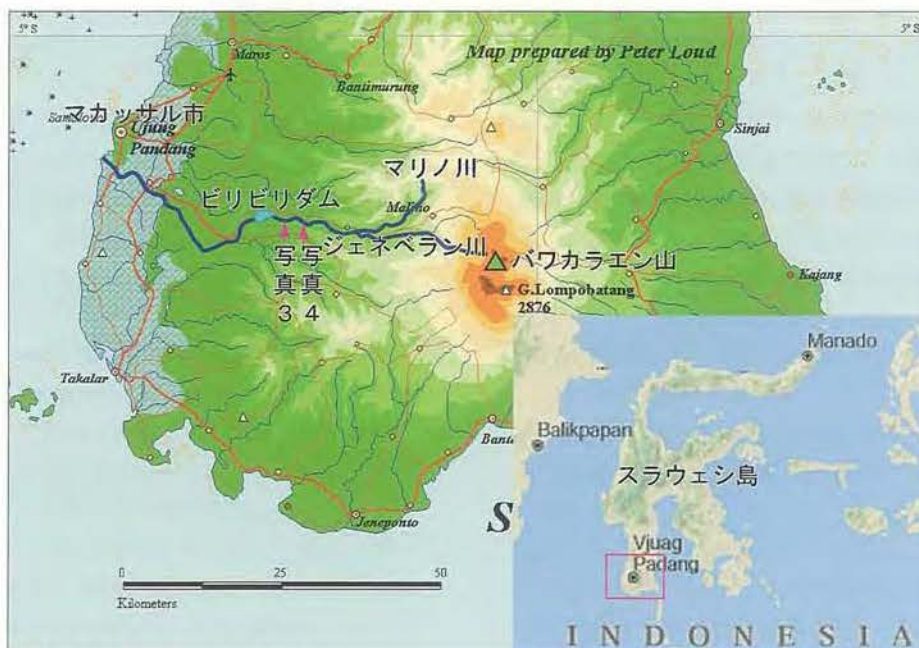 5° S
5° S
Maros
Map prepared by Peter Loud
Bantimurung
マカッサル市
Ujung
Pandang
Sinjai
マリノ川
ビリビリダム
Malino
ジェネベラン川
バワカラエン山
写真3
写真4
G.Lompobatang
2876
Kajang
Takalar
Jeneponto
S
0
25
50
Kilometers
Manado
Balikpapan
スラウェシ島
Vjuag
Padang
INDONESIA